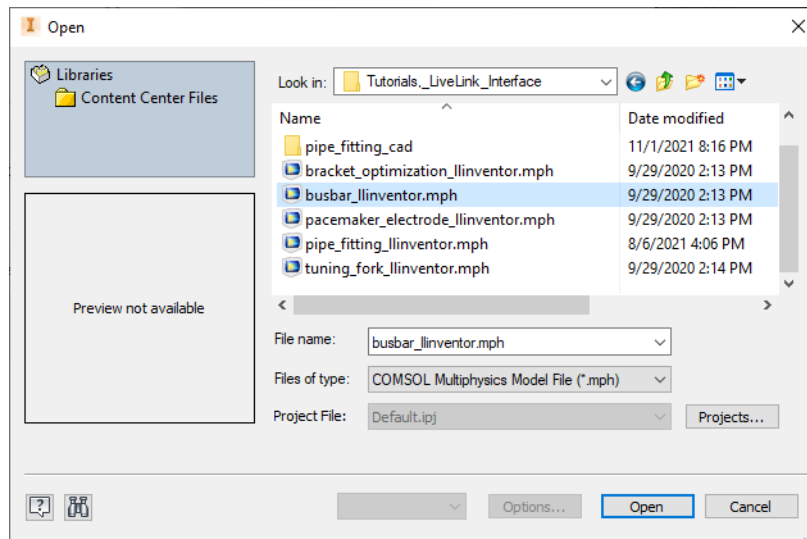 Open
Libraries
Content Center Files
Look in: Tutorials,_LiveLink_Interface
Name Date modified
pipe_fitting_cad 11/1/2021 8:16 PM
bracket_optimization_llinventor.mph 9/29/2020 2:13 PM
busbar_llinventor.mph 9/29/2020 2:13 PM
pacemaker_electrode_llinventor.mph 9/29/2020 2:13 PM
pipe_fitting_llinventor.mph 8/6/2021 4:06 PM
tuning_fork_llinventor.mph 9/29/2020 2:14 PM
Preview not available
File name: busbar_llinventor.mph
Files of type: COMSOL Multiphysics Model File (*.mph)
Project File: Default.ipj Projects...
Options... Open Cancel